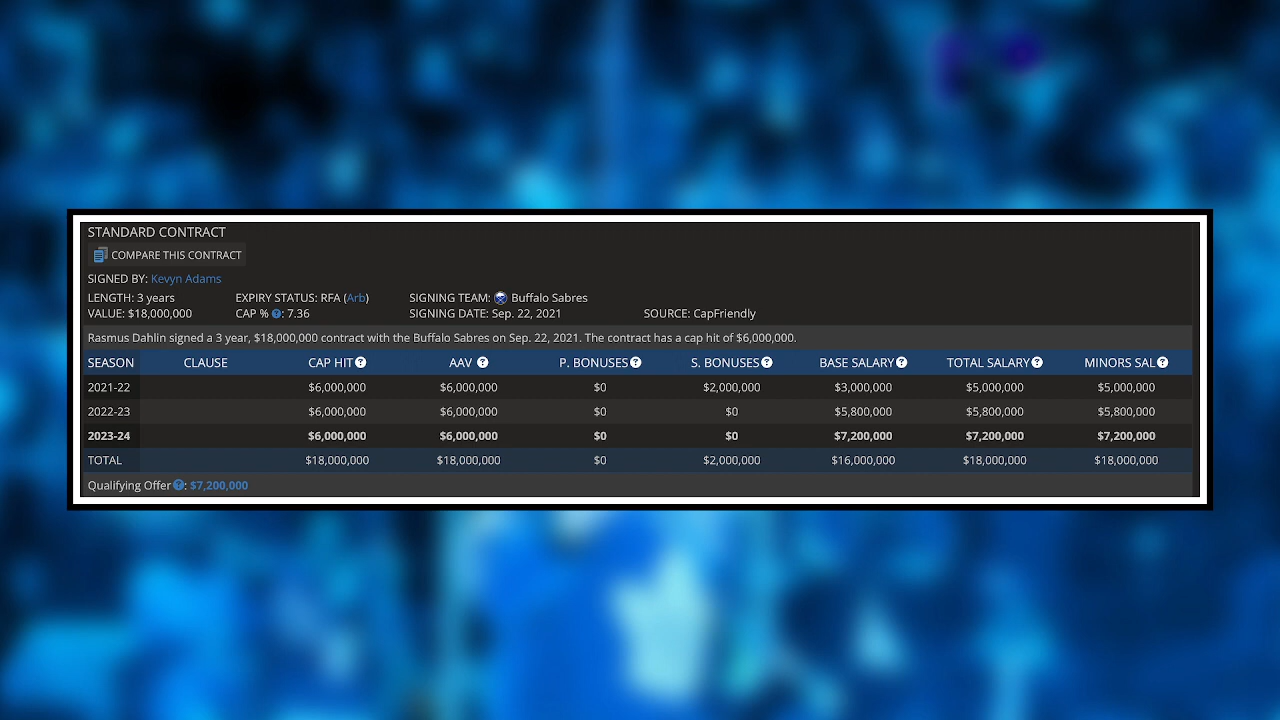 STANDARD CONTRACT
COMPARE THIS CONTRACT
SIGNED BY: Kevyn Adams
LENGTH: 3 years EXPIRY STATUS: RFA (Arb) SIGNING TEAM: Buffalo Sabres
VALUE: $18,000,000 CAP % ?: 7.36 SIGNING DATE: Sep. 22, 2021 SOURCE: CapFriendly
Rasmus Dahlin signed a 3 year, $18,000,000 contract with the Buffalo Sabres on Sep. 22, 2021. The contract has a cap hit of $6,000,000.
SEASON CLAUSE CAP HIT ? AAV ? P. BONUSES ? S. BONUSES ? BASE SALARY ? TOTAL SALARY ? MINORS SAL ?
2021-22 $6,000,000 $6,000,000 $0 $2,000,000 $3,000,000 $5,000,000 $5,000,000
2022-23 $6,000,000 $6,000,000 $0 $0 $5,800,000 $5,800,000 $5,800,000
2023-24 $6,000,000 $6,000,000 $0 $0 $7,200,000 $7,200,000 $7,200,000
TOTAL $18,000,000 $18,000,000 $0 $2,000,000 $16,000,000 $18,000,000 $18,000,000
Qualifying Offer ?: $7,200,000